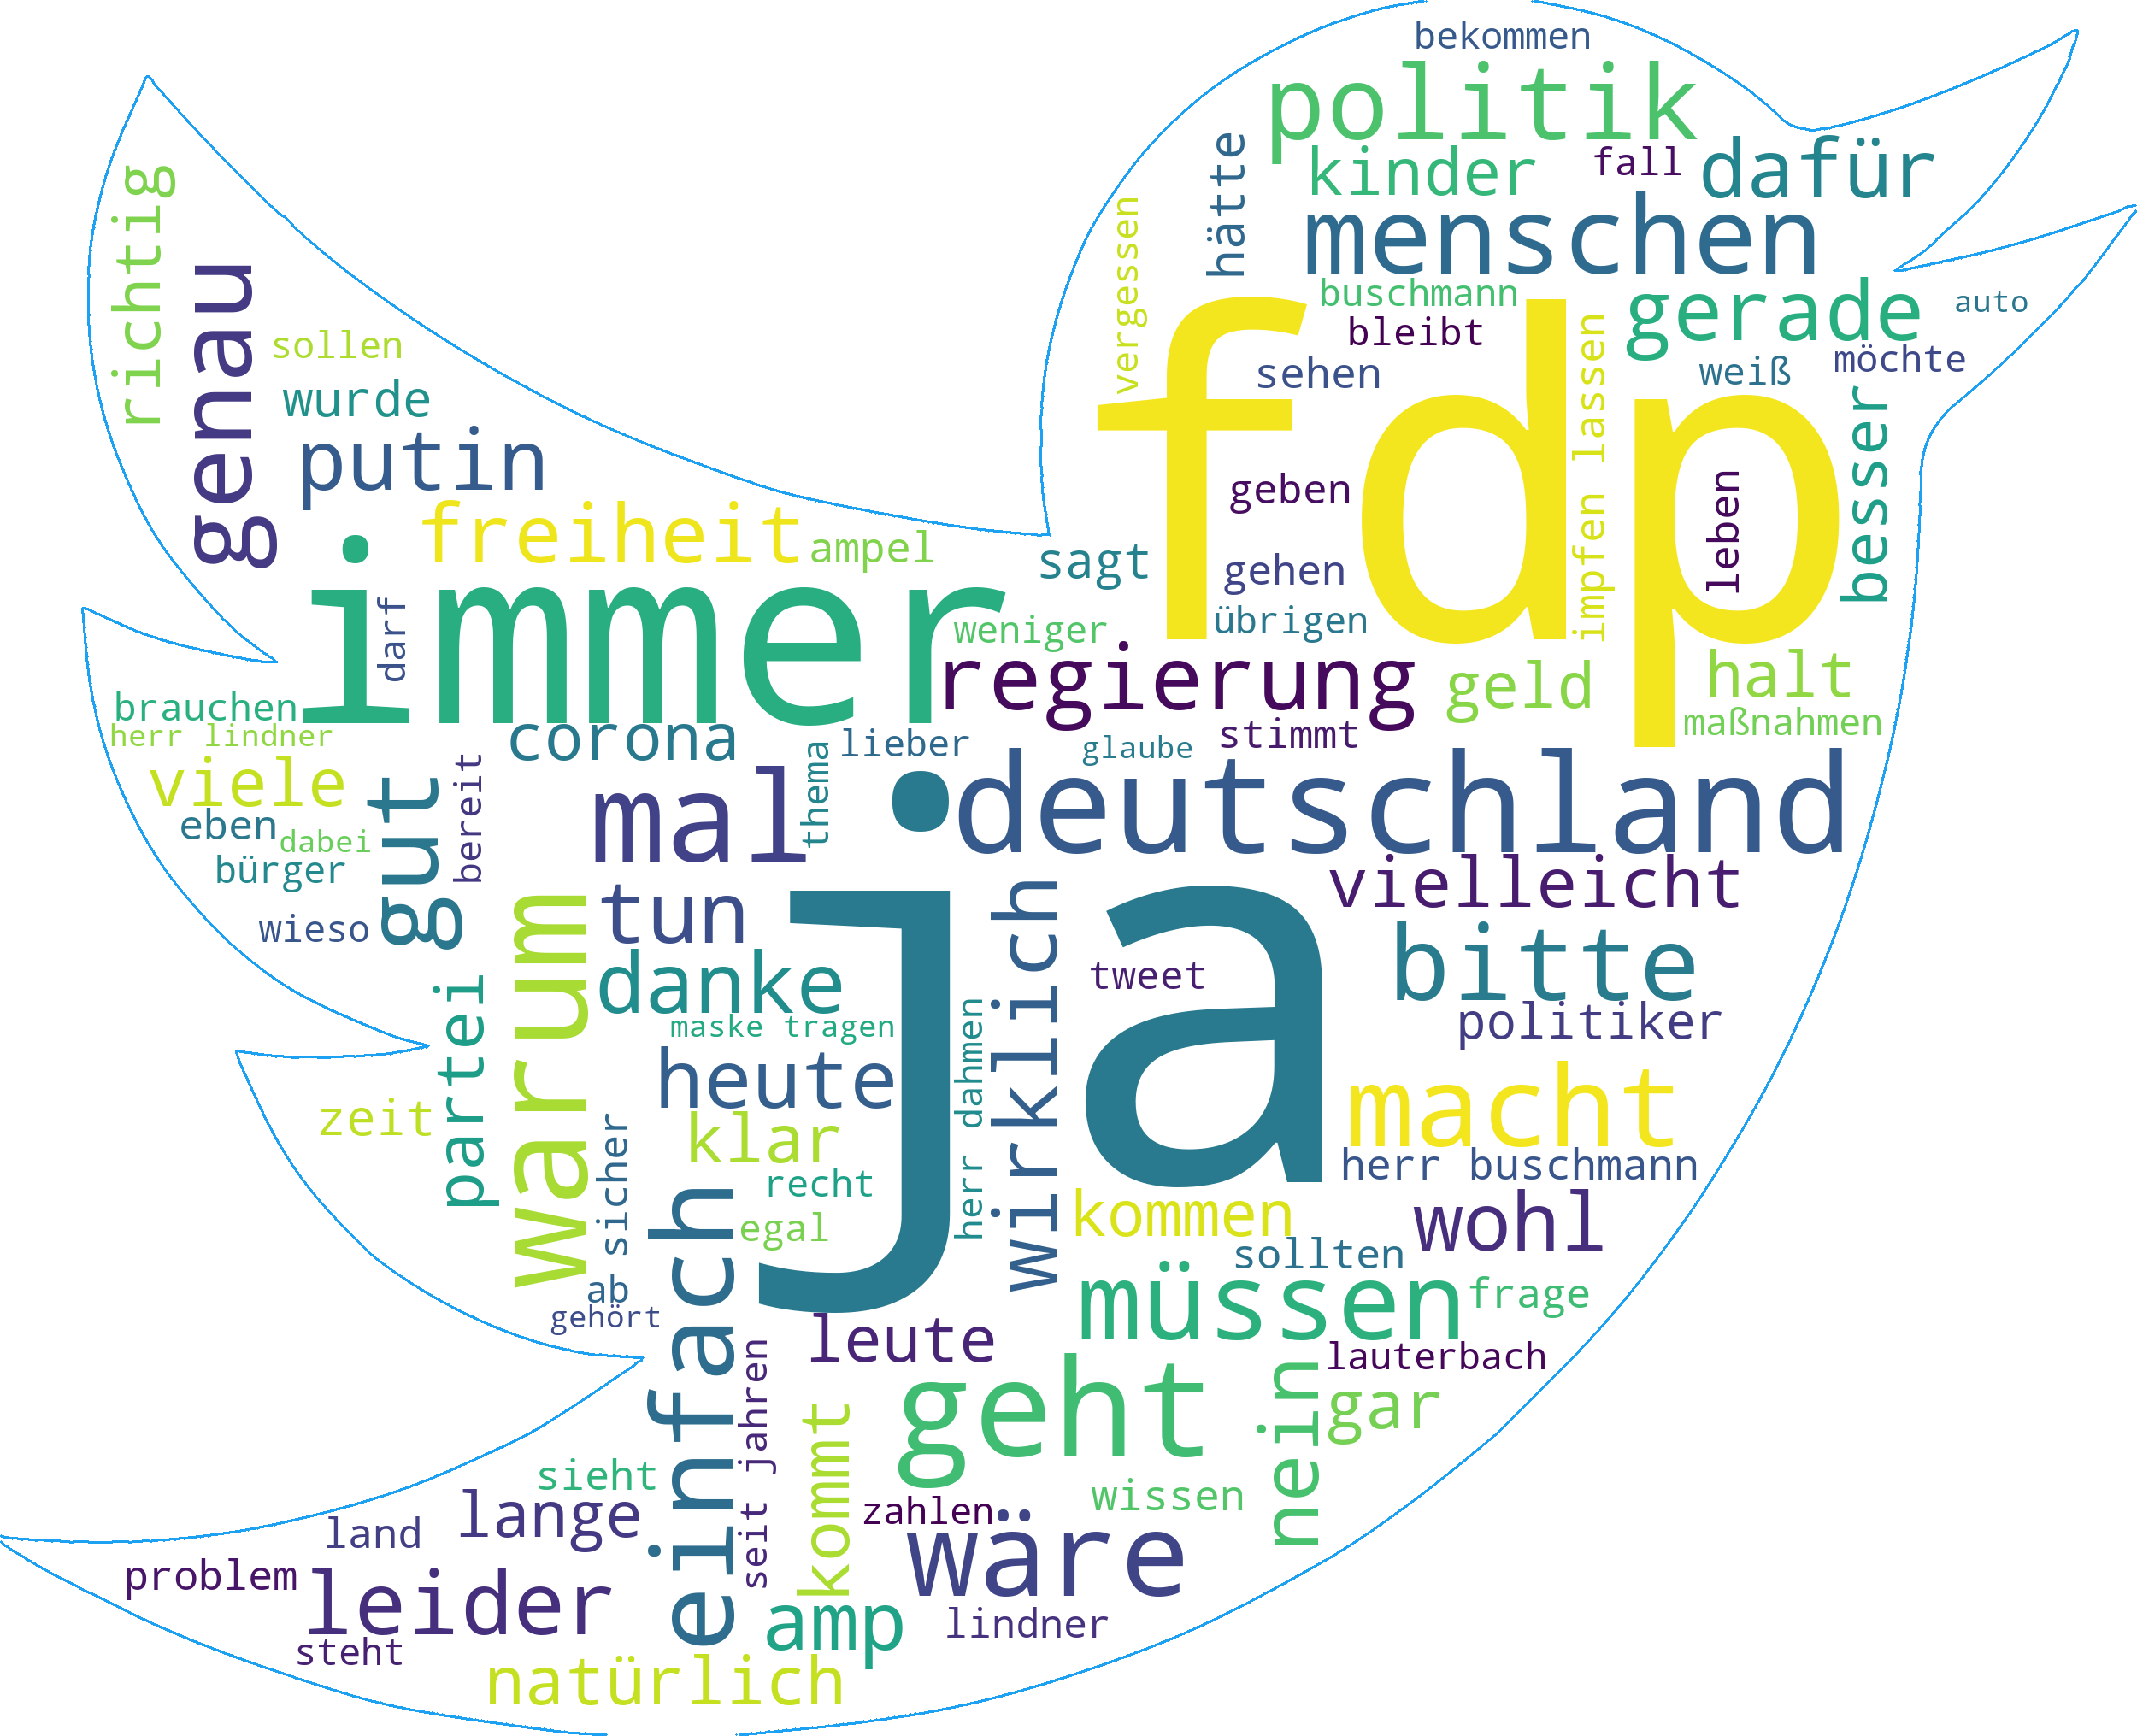 bekommen
politik
hätte
kinder
fall
dafür
richtig
vergessen
menschen
genau
buschmann
gerade
auto
sollen
bleibt
fdp
impfen lassen
wurde
sehen
weiß
möchte
putin
geben
leben
besser
freiheit
ampel
sagt
gehen
immer
darf
weniger
übrigen
regierung
geld
halt
brauchen
herr lindner
corona
thema
lieber
glaube
stimmt
maßnahmen
viele
gut
bereit
mal
deutschland
eben
dabei
bürger
vielleicht
wieso
warum
tun
ja
wirklich
bitte
partei
danke
tweet
maske tragen
herr dahmen
politiker
zeit
heute
macht
sicher
klar
herr buschmann
recht
kommen
wohl
einfach
egal
sollten
ab
müssen
frage
gehört
seit jahren
leute
nein
lauterbach
kommt
geht
gar
sieht
lange
zahlen
wissen
land
problem
leider
wäre
steht
amp
lindner
natürlich